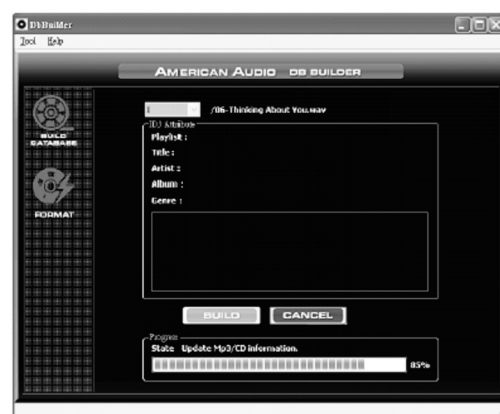 DbBuilder
Tool Help
AMERICAN AUDIO DB BUILDER
BUILD
DATABASE
FORMAT
/06-Thinking About You.wav
ID3 Attribute
Playlist :
Title :
Artist :
Album :
Genre :
BUILD CANCEL
Progress
State Update Mp3/CD information.
85%